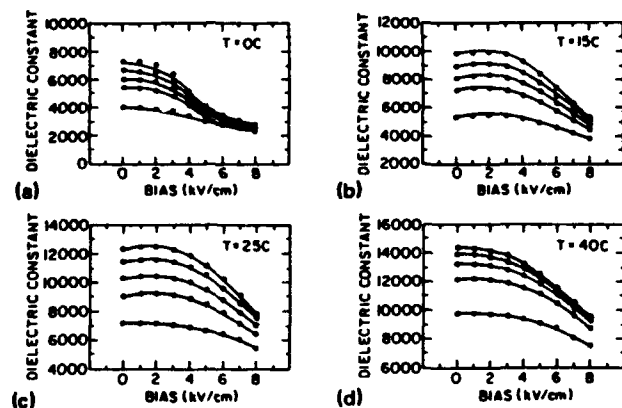 DIELECTRIC CONSTANT
10000
8000
6000
4000
2000
0
T=0C
0 2 4 6 8
(a) BIAS (kV/cm)
DIELECTRIC CONSTANT
12000
10000
8000
6000
4000
2000
T=15C
0 2 4 6 8
(b) BIAS (kV/cm)
DIELECTRIC CONSTANT
14000
12000
10000
8000
6000
4000
T=25C
0 2 4 6 8
(c) BIAS (kV/cm)
DIELECTRIC CONSTANT
16000
14000
12000
10000
8000
6000
T=40C
0 2 4 6 8
(d) BIAS (kV/cm)